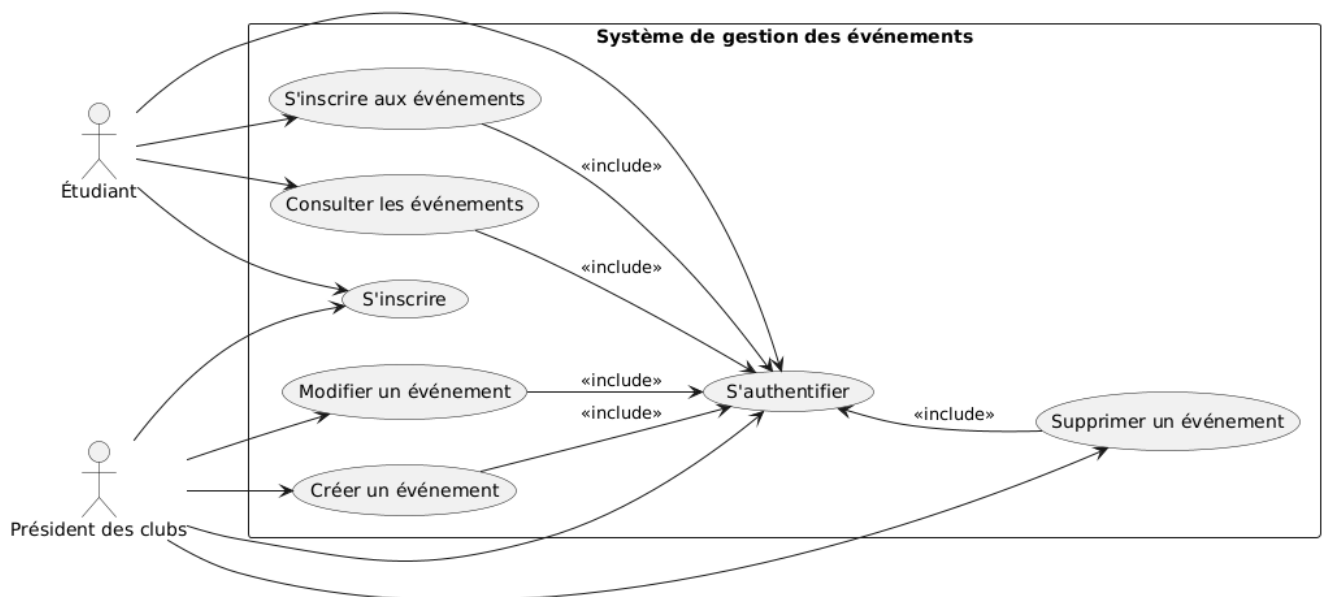 Système de gestion des événements
S'inscrire aux événements
«include»
Étudiant
Consulter les événements
«include»
S'inscrire
Modifier un événement
«include»
S'authentifier
«include»
«include»
Supprimer un événement
Créer un événement
Président des clubs